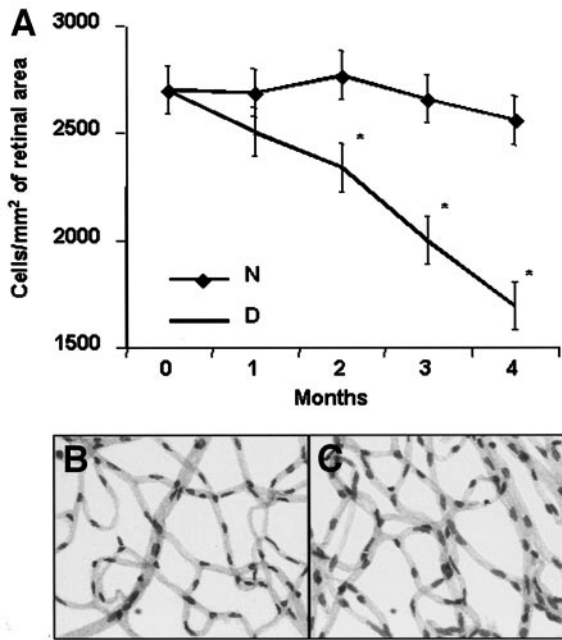 A
3000
2500
2000
1500
Cells/mm² of retinal area
*
*
*
N
D
0 1 2 3 4
Months
B C